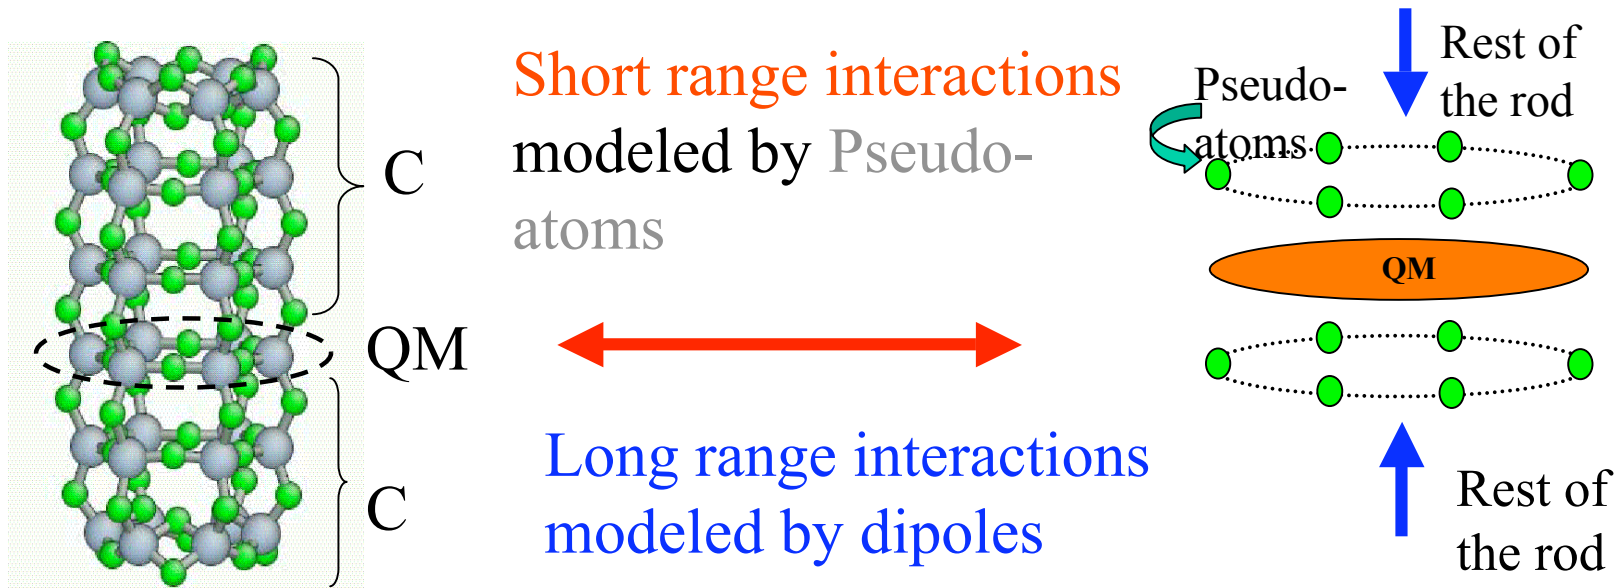 C
QM
C
Short range interactions
modeled by Pseudo-
atoms
Long range interactions
modeled by dipoles
Pseudo-
atoms
Rest of
the rod
QM
Rest of
the rod